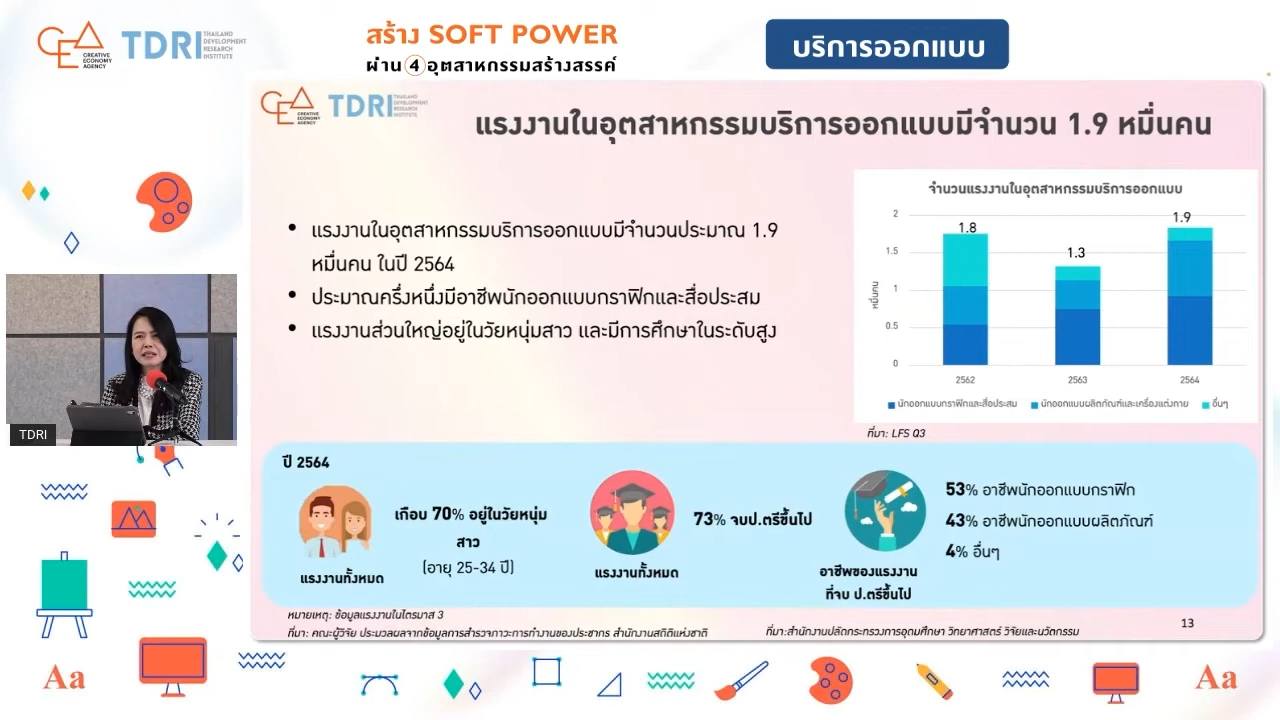 CEA CREATIVE ECONOMY AGENCY
TDRI THAILAND DEVELOPMENT RESEARCH INSTITUTE
สร้าง SOFT POWER
ผ่าน 4 อุตสาหกรรมสร้างสรรค์
บริการออกแบบ
CEA CREATIVE ECONOMY AGENCY
TDRI THAILAND DEVELOPMENT RESEARCH INSTITUTE
แรงงานในอุตสาหกรรมบริการออกแบบมีจำนวน 1.9 หมื่นคน
• แรงงานในอุตสาหกรรมบริการออกแบบมีจำนวนประมาณ 1.9
หมื่นคน ในปี 2564
• ประมาณครึ่งหนึ่งมีอาชีพนักออกแบบกราฟิกและสื่อประสม
• แรงงานส่วนใหญ่อยู่ในวัยหนุ่มสาว และมีการศึกษาในระดับสูง
จำนวนแรงงานในอุตสาหกรรมบริการออกแบบ
หมื่นคน
2
1.5
1
0.5
0
1.8
1.3
1.9
2562 2563 2564
นักออกแบบกราฟิกและสื่อประสม นักออกแบบผลิตภัณฑ์และเครื่องแต่งกาย อื่นๆ
ที่มา: LFS Q3
TDRI
ปี 2564
แรงงานทั้งหมด
เกือบ 70% อยู่ในวัยหนุ่ม
สาว
(อายุ 25-34 ปี)
แรงงานทั้งหมด
73% จบป.ตรีขึ้นไป
อาชีพของแรงงาน
ที่จบ ป.ตรีขึ้นไป
53% อาชีพนักออกแบบกราฟิก
43% อาชีพนักออกแบบผลิตภัณฑ์
4% อื่นๆ
หมายเหตุ: ข้อมูลแรงงานในไตรมาส 3
ที่มา: คณะผู้วิจัย ประมวลผลจากข้อมูลการสำรวจภาวะการทำงานของประชากร สำนักงานสถิติแห่งชาติ
ที่มา:สำนักงานปลัดกระทรวงการอุดมศึกษา วิทยาศาสตร์ วิจัยและนวัตกรรม
13
Aa
Aa